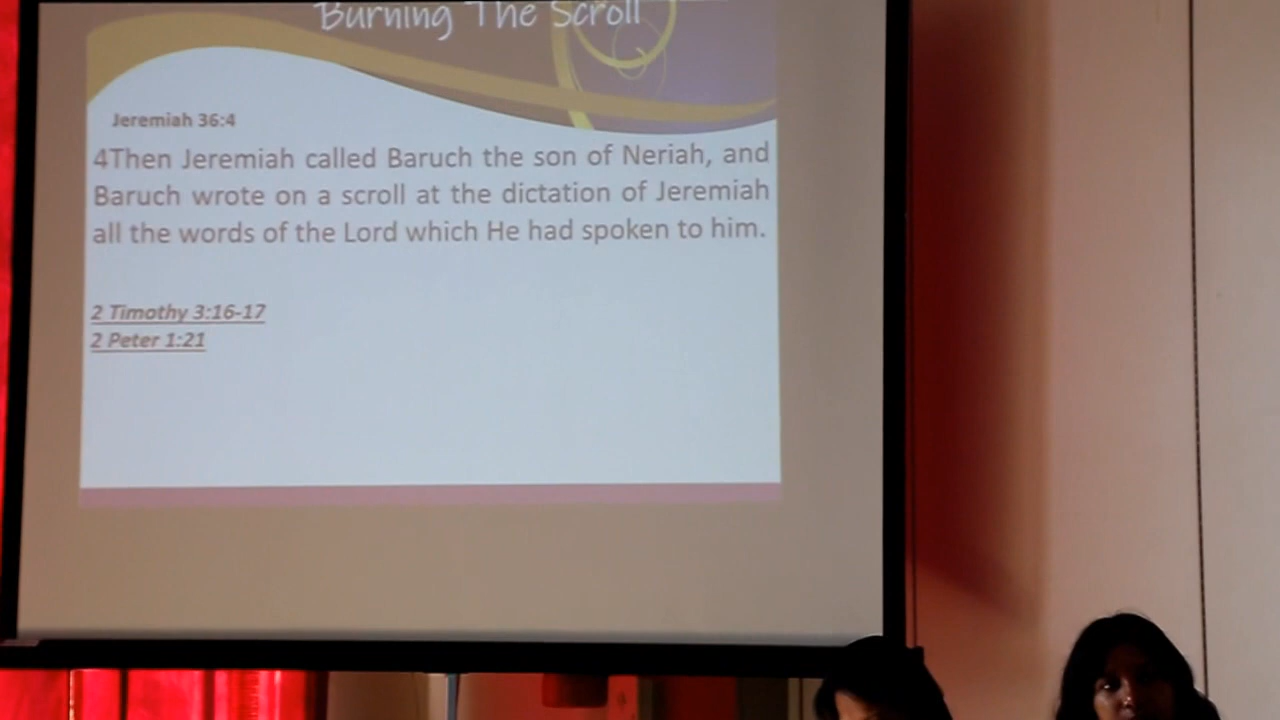 Burning The Scroll
Jeremiah 36:4
4Then Jeremiah called Baruch the son of Neriah, and
Baruch wrote on a scroll at the dictation of Jeremiah
all the words of the Lord which He had spoken to him.
2 Timothy 3:16-17
2 Peter 1:21